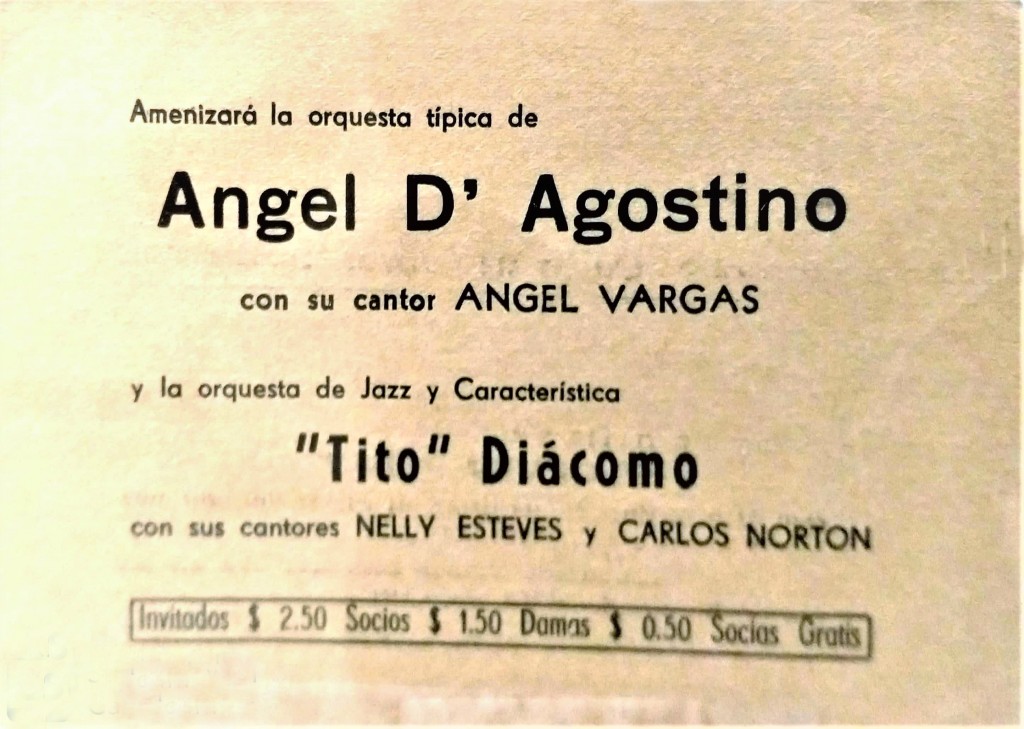 Amenizará la orquesta típica de
Angel D' Agostino
con su cantor ANGEL VARGAS
y la orquesta de Jazz y Característica
"Tito" Diácomo
con sus cantores NELLY ESTEVES y CARLOS NORTON
Invitados $ 2.50 Socios $ 1.50 Damas $ 0.50 Socias Gratis